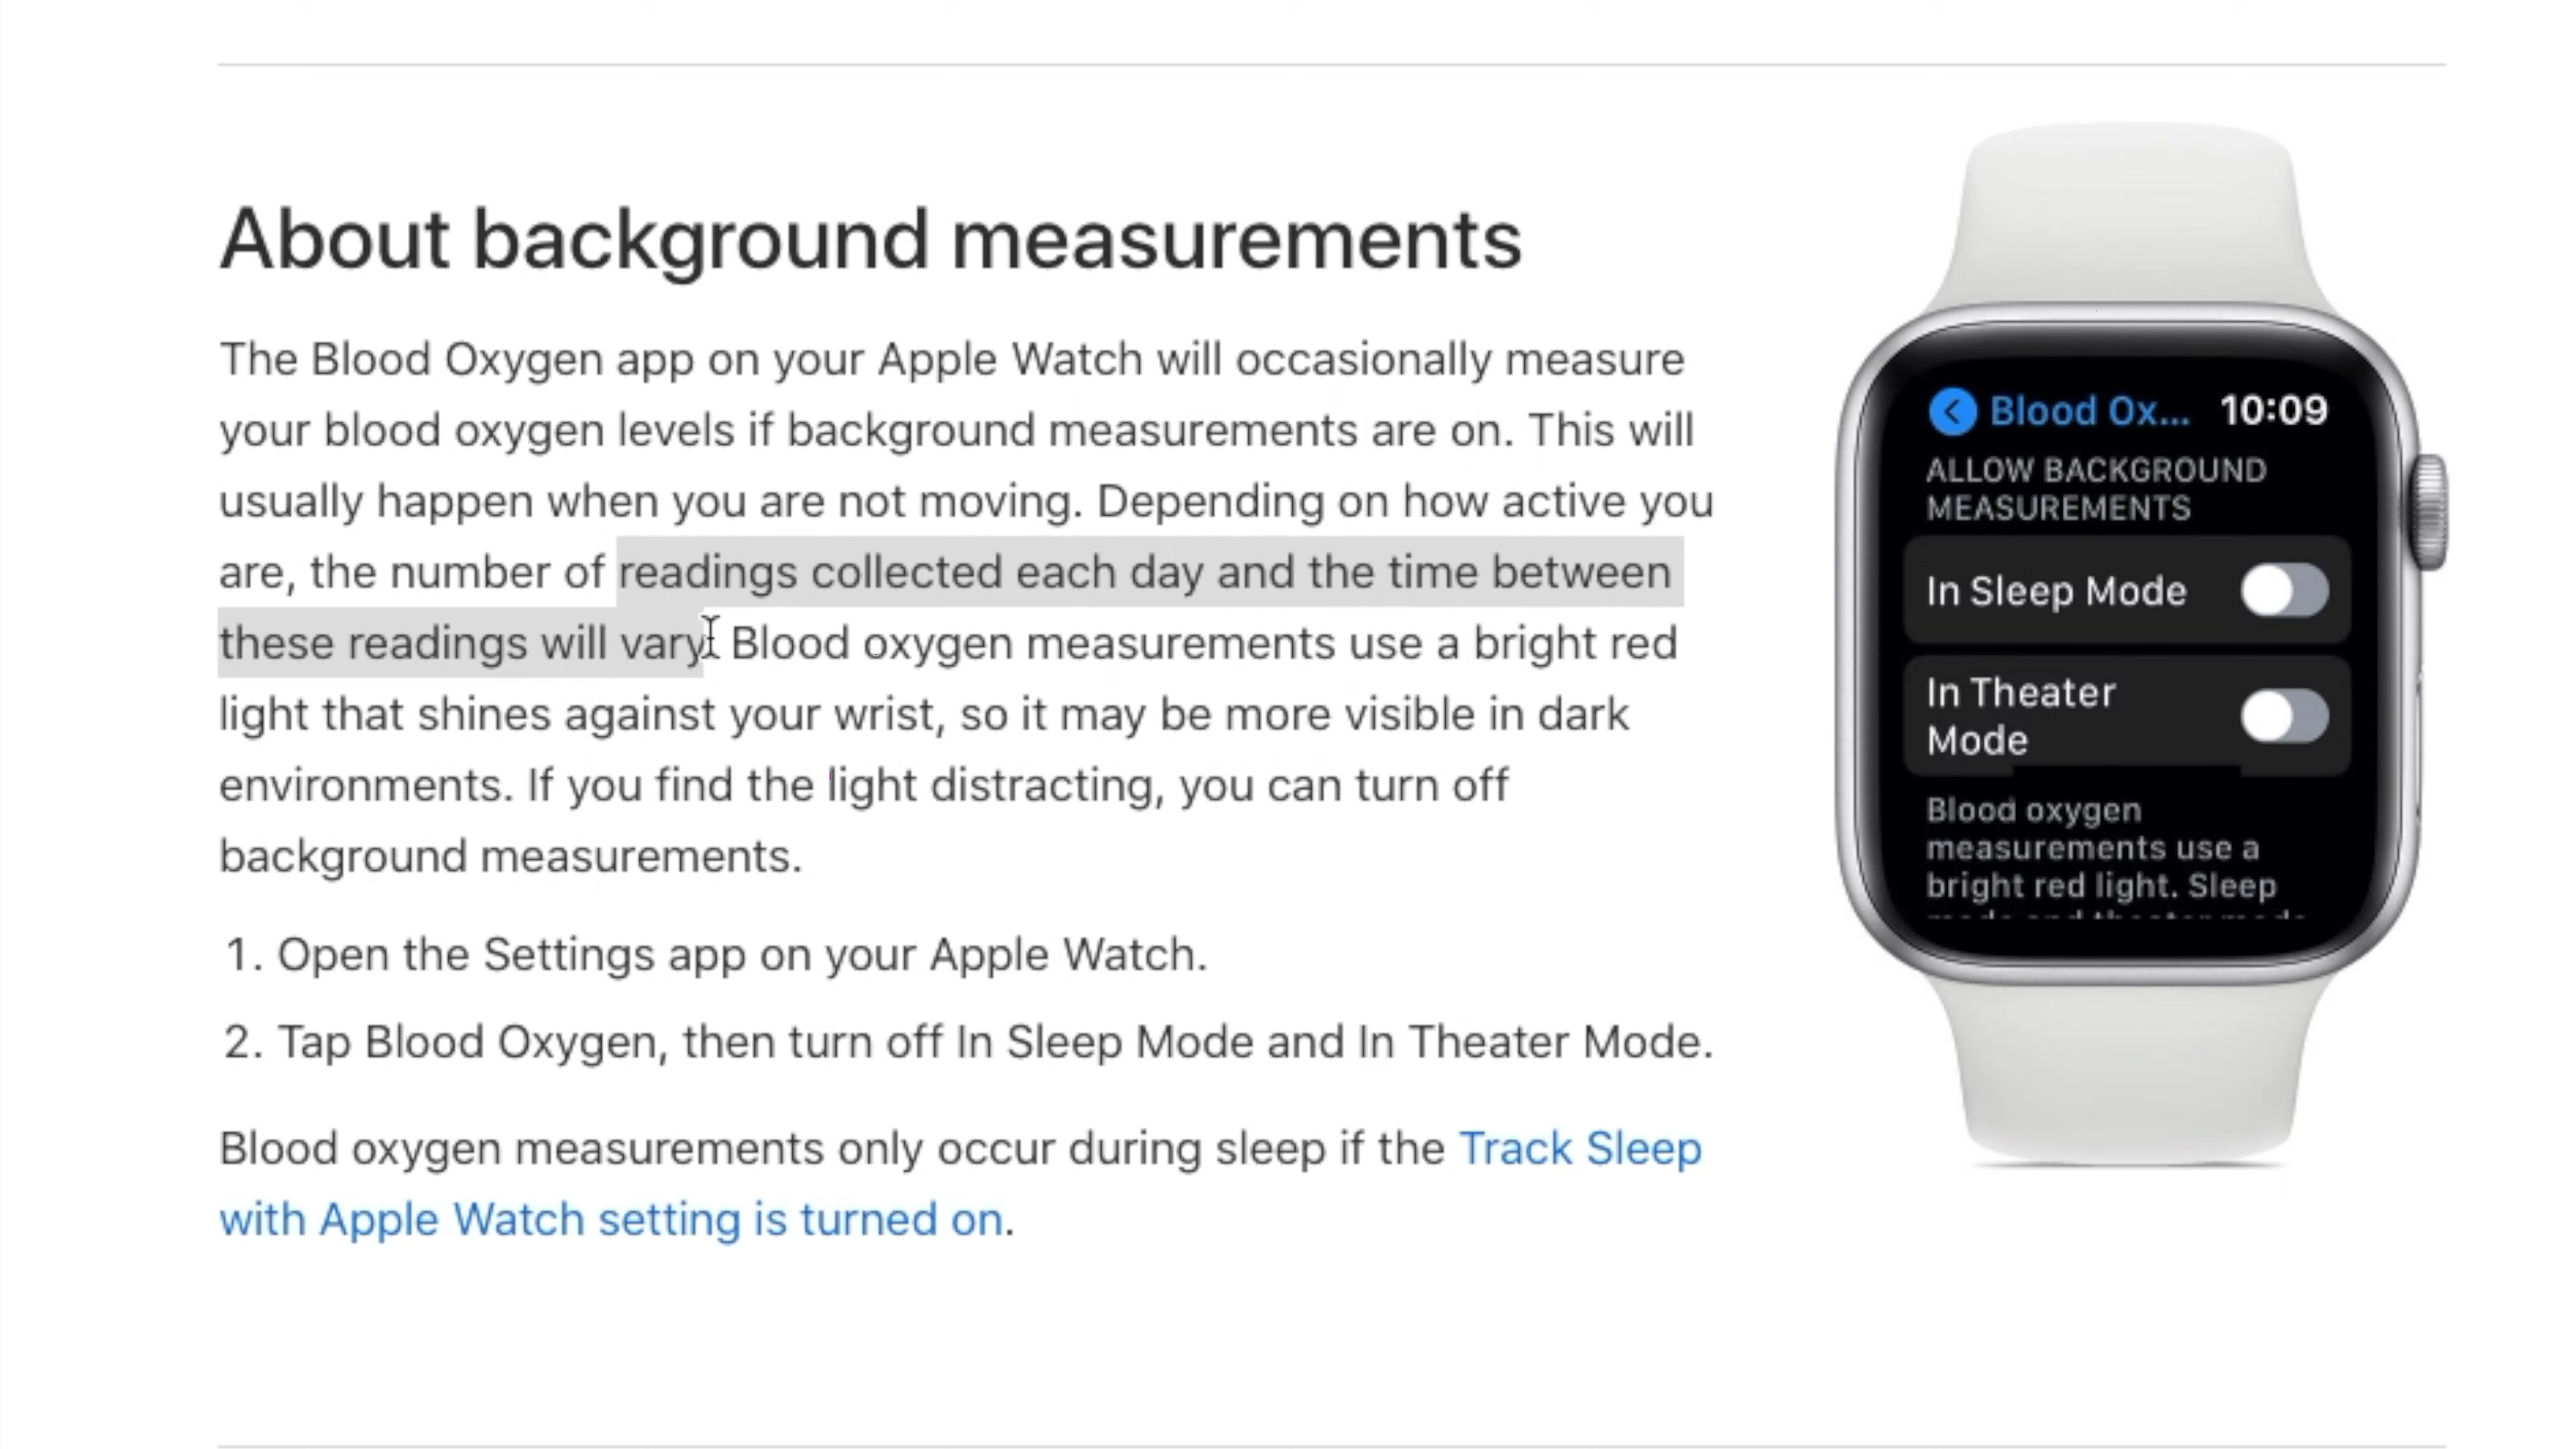 About background measurements
The Blood Oxygen app on your Apple Watch will occasionally measure
your blood oxygen levels if background measurements are on. This will
usually happen when you are not moving. Depending on how active you
are, the number of readings collected each day and the time between
these readings will vary. Blood oxygen measurements use a bright red
light that shines against your wrist, so it may be more visible in dark
environments. If you find the light distracting, you can turn off
background measurements.
1. Open the Settings app on your Apple Watch.
2. Tap Blood Oxygen, then turn off In Sleep Mode and In Theater Mode.
Blood oxygen measurements only occur during sleep if the Track Sleep
with Apple Watch setting is turned on.
Blood Ox... 10:09
ALLOW BACKGROUND
MEASUREMENTS
In Sleep Mode
In Theater
Mode
Blood oxygen
measurements use a
bright red light. Sleep